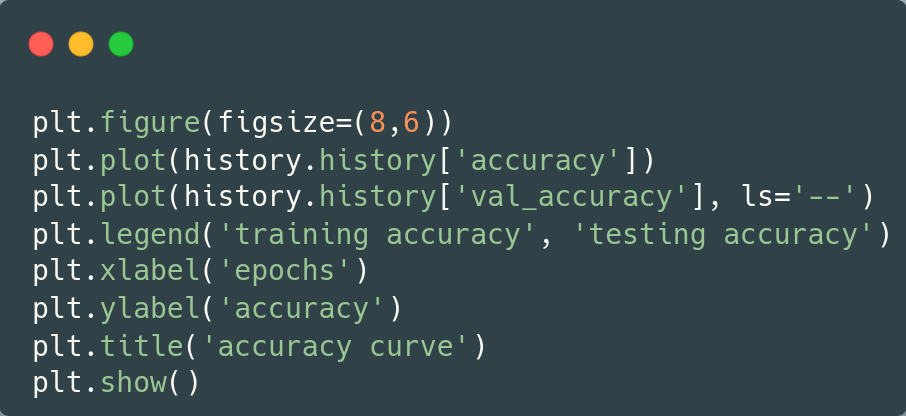 plt.figure(figsize=(8,6))
plt.plot(history.history['accuracy'])
plt.plot(history.history['val_accuracy'], ls='--')
plt.legend('training accuracy', 'testing accuracy')
plt.xlabel('epochs')
plt.ylabel('accuracy')
plt.title('accuracy curve')
plt.show()